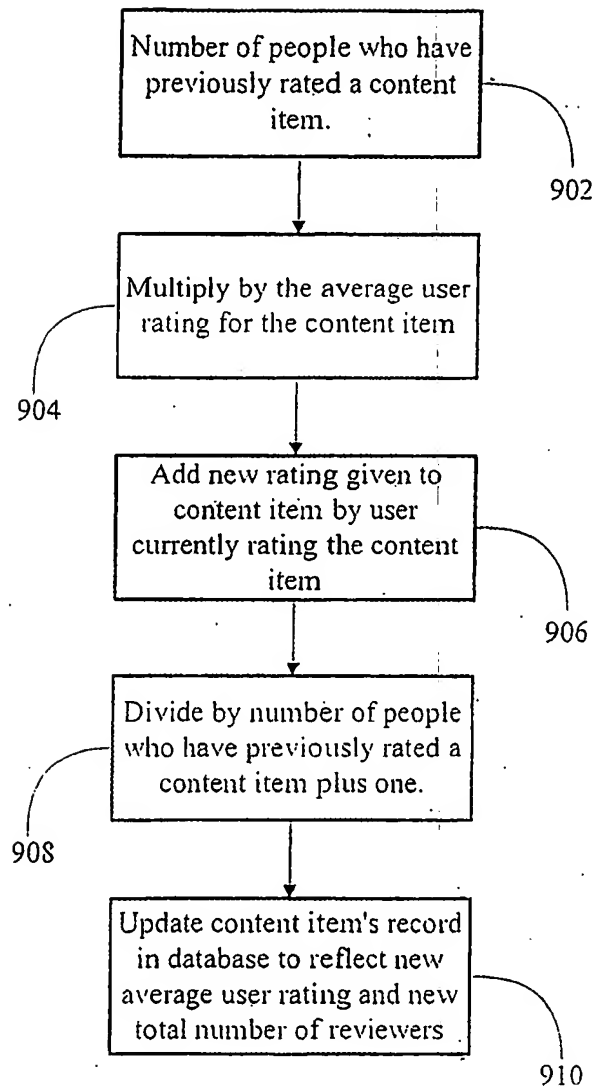 Number of people who have
previously rated a content
item.
902
Multiply by the average user
rating for the content item
904
Add new rating given to
content item by user
currently rating the content
item
906
Divide by number of people
who have previously rated a
content item plus one.
908
Update content item's record
in database to reflect new
average user rating and new
total number of reviewers
910